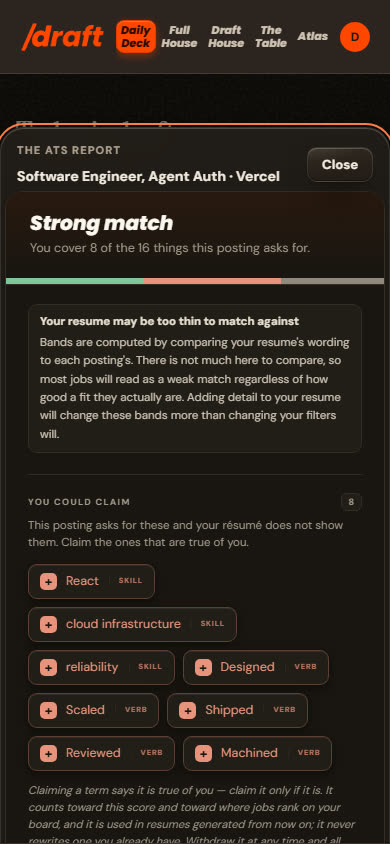 /draft
Daily Deck
Full House
Draft House
The Table
Atlas
D
THE ATS REPORT
Software Engineer, Agent Auth · Vercel
Close
Strong match
You cover 8 of the 16 things this posting asks for.
Your resume may be too thin to match against
Bands are computed by comparing your resume's wording
to each posting's. There is not much here to compare, so
most jobs will read as a weak match regardless of how
good a fit they actually are. Adding detail to your resume
will change these bands more than changing your filters
will.
YOU COULD CLAIM
8
This posting asks for these and your résumé does not show
them. Claim the ones that are true of you.
+ React SKILL
+ cloud infrastructure SKILL
+ reliability SKILL
+ Designed VERB
+ Scaled VERB
+ Shipped VERB
+ Reviewed VERB
+ Machined VERB
Claiming a term says it is true of you — claim it only if it is. It
counts toward this score and toward where jobs rank on your
board, and it is used in resumes generated from now on; it never
rewrites one you already have. Withdraw it at any time and all